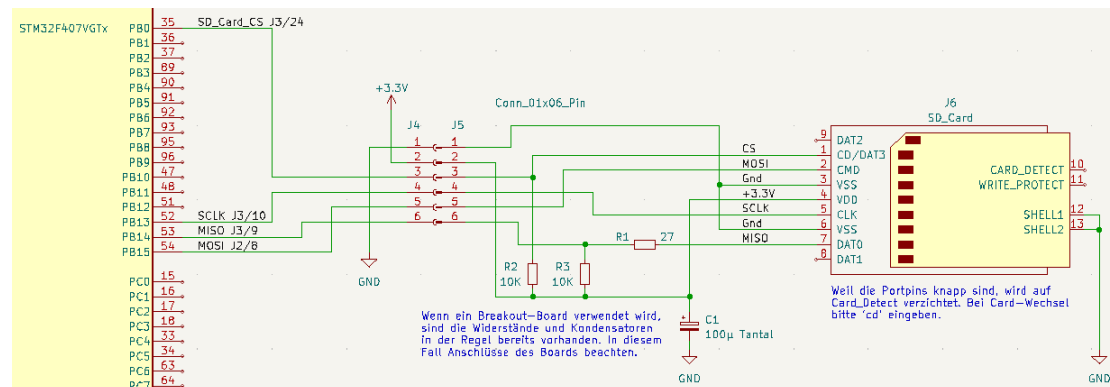 STM32F407VGTx
PB0 35 SD_Card_CS J3/24
PB1 36
PB2 37
PB3 89
PB4 90
PB5 91
PB6 92
PB7 93
PB8 95
PB9 96
PB10 47
PB11 48
PB12 51
PB13 52 SCLK J3/10
PB14 53 MISO J3/9
PB15 54 MOSI J2/8
PC0 15
PC1 16
PC2 17
PC3 18
PC4 33
PC5 34
PC6 63
PC7 64
+3.3V
Conn_01x06_Pin
J4 J5
1 1
2 2
3 3
4 4
5 5
6 6
GND
R2
10K
R3
10K
R1 27
C1
100µ Tantal
GND
Wenn ein Breakout-Board verwendet wird,
sind die Widerstände und Kondensatoren
in der Regel bereits vorhanden. In diesem
Fall Anschlüsse des Boards beachten.
J6
SD_Card
9 DAT2
CS 1 CD/DAT3
MOSI 2 CMD
Gnd 3 VSS
+3.3V 4 VDD
SCLK 5 CLK
Gnd 6 VSS
MISO 7 DAT0
8 DAT1
CARD_DETECT 10
WRITE_PROTECT 11
SHELL1 12
SHELL2 13
Weil die Portpins knapp sind, wird auf
Card_Detect verzichtet. Bei Card-Wechsel
bitte 'cd' eingeben.
GND